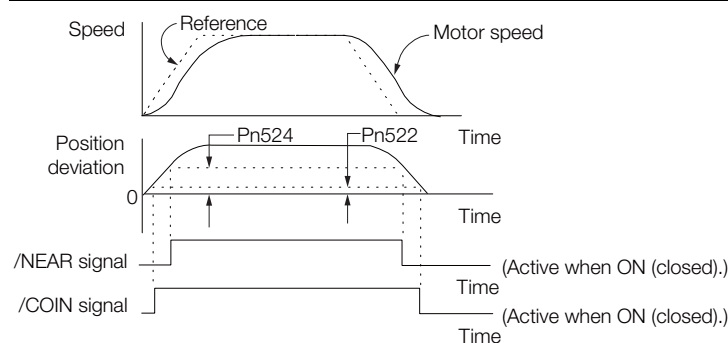 Speed
Reference
Motor speed
Time
Position
deviation
Pn524
Pn522
0
Time
/NEAR signal
(Active when ON (closed).)
Time
/COIN signal
(Active when ON (closed).)
Time